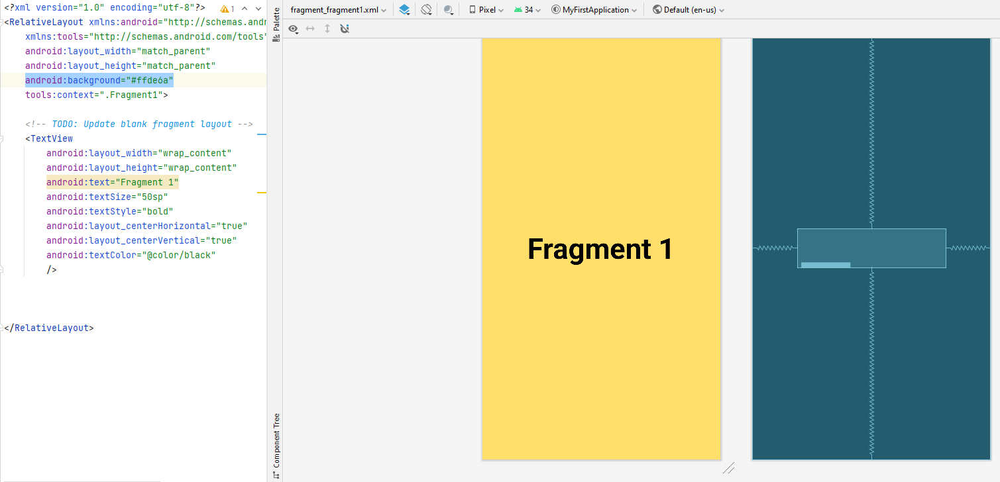 <?xml version="1.0" encoding="utf-8"?>
1
<RelativeLayout xmlns:android="http://schemas.andr
xmlns:tools="http://schemas.android.com/tools"
android:layout_width="match_parent"
android:layout_height="match_parent"
android:background="#ffde6a"
tools:context=".Fragment1">
<!-- TODO: Update blank fragment layout -->
<TextView
android:layout_width="wrap_content"
android:layout_height="wrap_content"
android:text="Fragment 1"
android:textSize="50sp"
android:textStyle="bold"
android:layout_centerHorizontal="true"
android:layout_centerVertical="true"
android:textColor="@color/black"
/>
</RelativeLayout>
Palette
Component Tree
fragment_fragment1.xml
Pixel
34
MyFirstApplication
Default (en-us)
Fragment 1